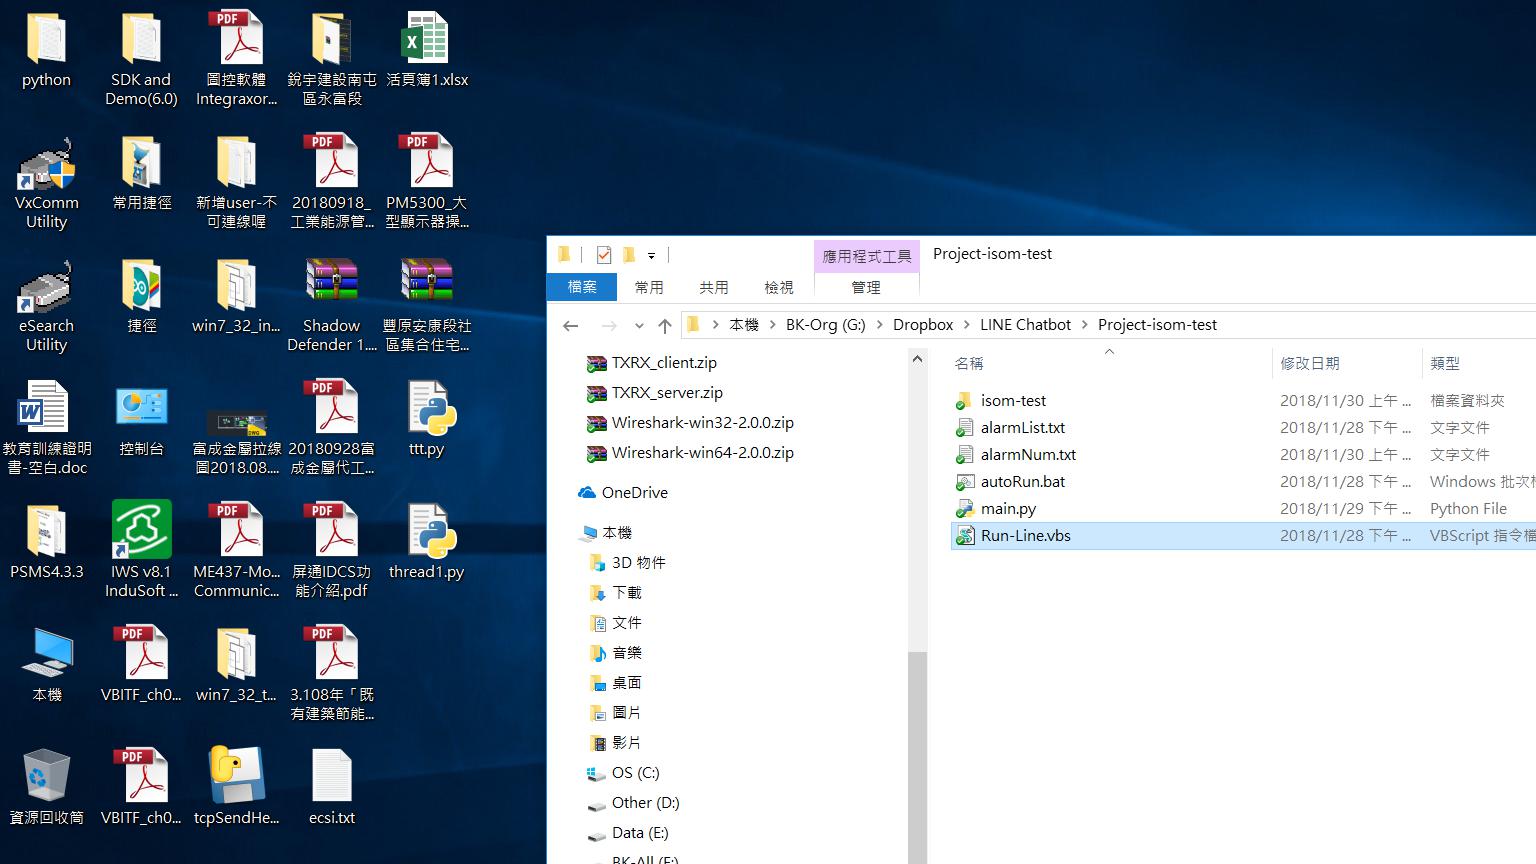 python
SDK and
Demo(6.0)
PDF
圖控軟體
Integraxor...
銳宇建設南屯
區永富段
活頁簿1.xlsx
VxComm
Utility
常用捷徑
新增user-不
可連線喔
PDF
20180918_
工業能源管...
PDF
PM5300_大
型顯示器操...
eSearch
Utility
捷徑
win7_32_in...
Shadow
Defender 1....
豐原安康段社
區集合住宅...
教育訓練證明
書-空白.doc
控制台
富成金屬拉線
圖2018.08....
PDF
20180928富
成金屬代工...
ttt.py
PSMS4.3.3
IWS v8.1
InduSoft ...
PDF
ME437-Mo...
Communic...
PDF
屏通IDCS功
能介紹.pdf
thread1.py
本機
PDF
VBITF_ch0...
win7_32_t...
PDF
3.108年「既
有建築節能...
資源回收筒
PDF
VBITF_ch0...
tcpSendHe...
ecsi.txt
應用程式工具
Project-isom-test
檔案
常用
共用
檢視
管理
本機 > BK-Org (G:) > Dropbox > LINE Chatbot > Project-isom-test
TXRX_client.zip
TXRX_server.zip
Wireshark-win32-2.0.0.zip
Wireshark-win64-2.0.0.zip
OneDrive
本機
3D 物件
下載
文件
音樂
桌面
圖片
影片
OS (C:)
Other (D:)
Data (E:)
BK-All (F:)
名稱 修改日期 類型
isom-test 2018/11/30 上午 ... 檔案資料夾
alarmList.txt 2018/11/28 下午 ... 文字文件
alarmNum.txt 2018/11/30 上午 ... 文字文件
autoRun.bat 2018/11/28 下午 ... Windows 批次檔
main.py 2018/11/29 下午 ... Python File
Run-Line.vbs 2018/11/28 下午 ... VBScript 指令檔